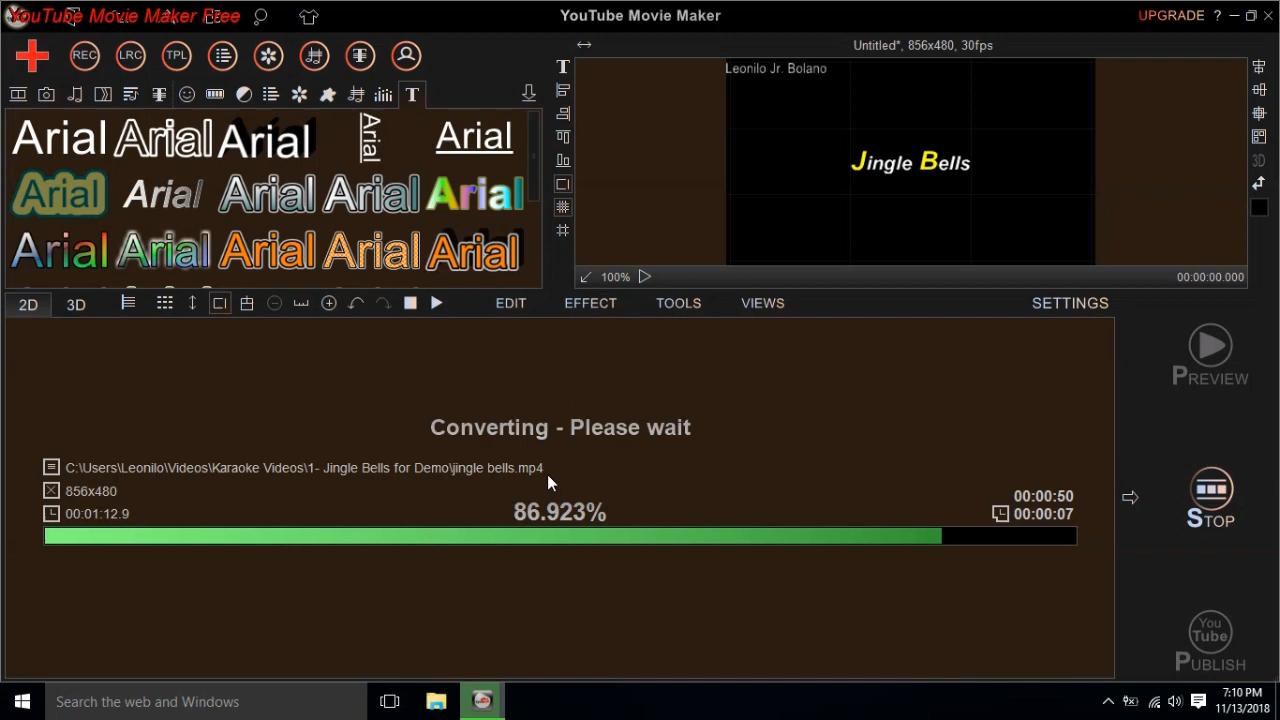 YouTube Movie Maker Free
YouTube Movie Maker
UPGRADE ?
REC LRC TPL
Untitled*, 856x480, 30fps
T
T
Leonilo Jr. Bolano
Jingle Bells
Arial Arial Arial Arial Arial
Arial Arial Arial Arial Arial
Arial Arial Arial Arial Arial
3D
100%
00:00:00.000
2D 3D
EDIT EFFECT TOOLS VIEWS SETTINGS
PREVIEW
Converting - Please wait
C:\Users\Leonilo\Videos\Karaoke Videos\1- Jingle Bells for Demo\jingle bells.mp4
856x480
00:01:12.9
86.923%
00:00:50
00:00:07
STOP
You
Tube
PUBLISH
Search the web and Windows
7:10 PM
11/13/2018